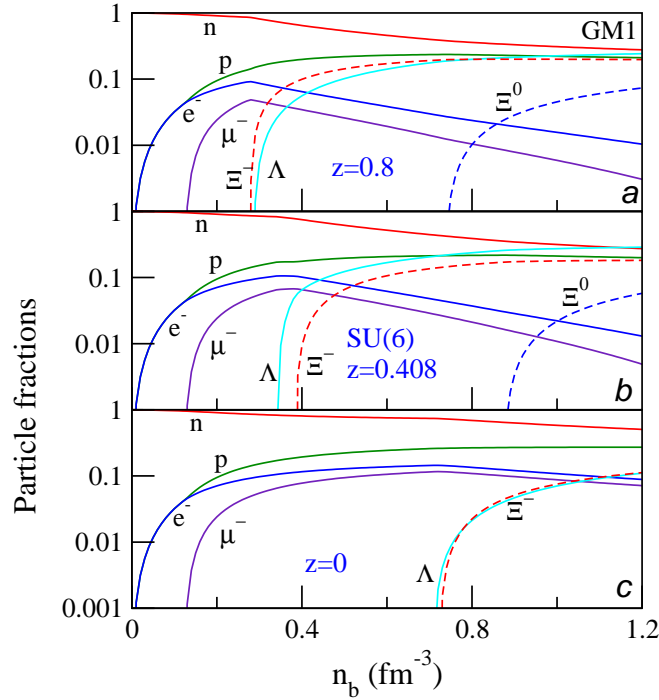 1
n
GM1
p
0.1
e⁻
μ⁻
Ξ⁰
0.01
Ξ⁻
Λ
z=0.8
a
1
n
p
0.1
e⁻
μ⁻
Ξ⁰
0.01
Λ
Ξ⁻
SU(6)
z=0.408
b
1
n
p
0.1
e⁻
μ⁻
Ξ⁻
0.01
z=0
Λ
c
0.001
0 0.4 0.8 1.2
n_b (fm⁻³)
Particle fractions